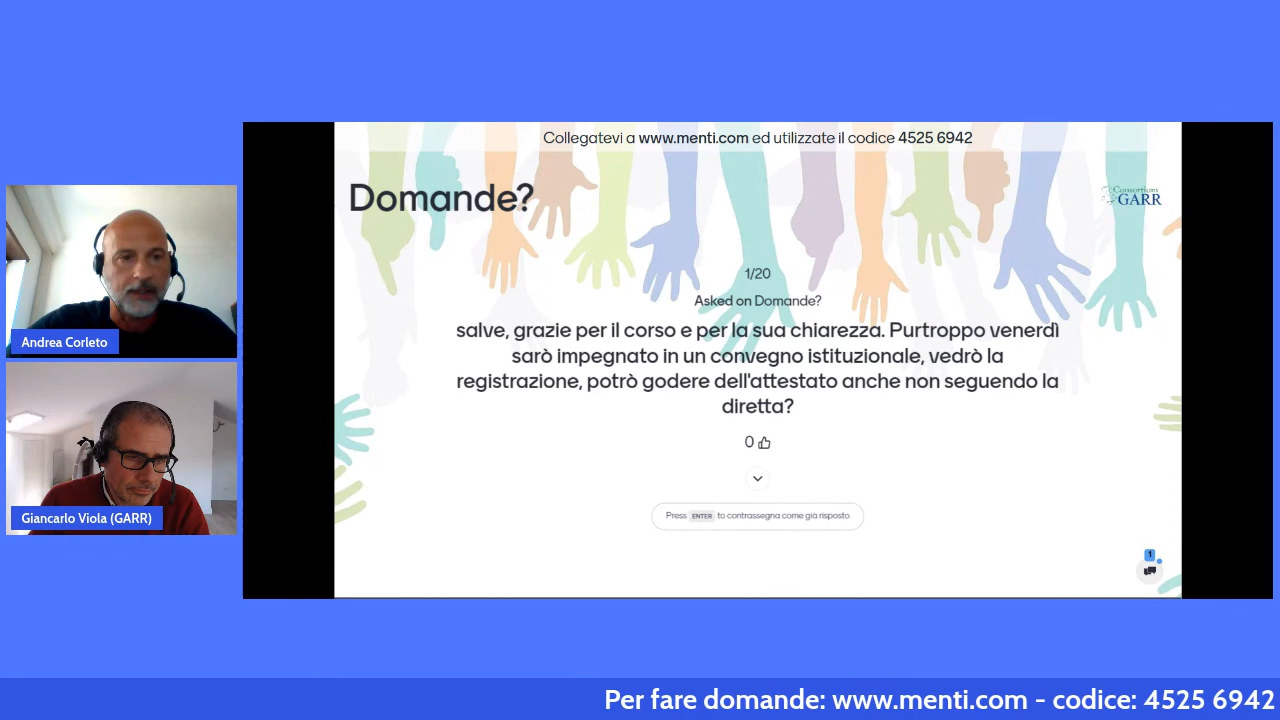 Collegatevi a www.menti.com ed utilizzate il codice 4525 6942
Domande?
Consortium
GARR
1/20
Asked on Domande?
salve, grazie per il corso e per la sua chiarezza. Purtroppo venerdì
sarò impegnato in un convegno istituzionale, vedrò la
registrazione, potrò godere dell'attestato anche non seguendo la
diretta?
0
Press ENTER to contrassegna come già risposto
1
Andrea Corleto
Giancarlo Viola (GARR)
Per fare domande: www.menti.com - codice: 4525 6942